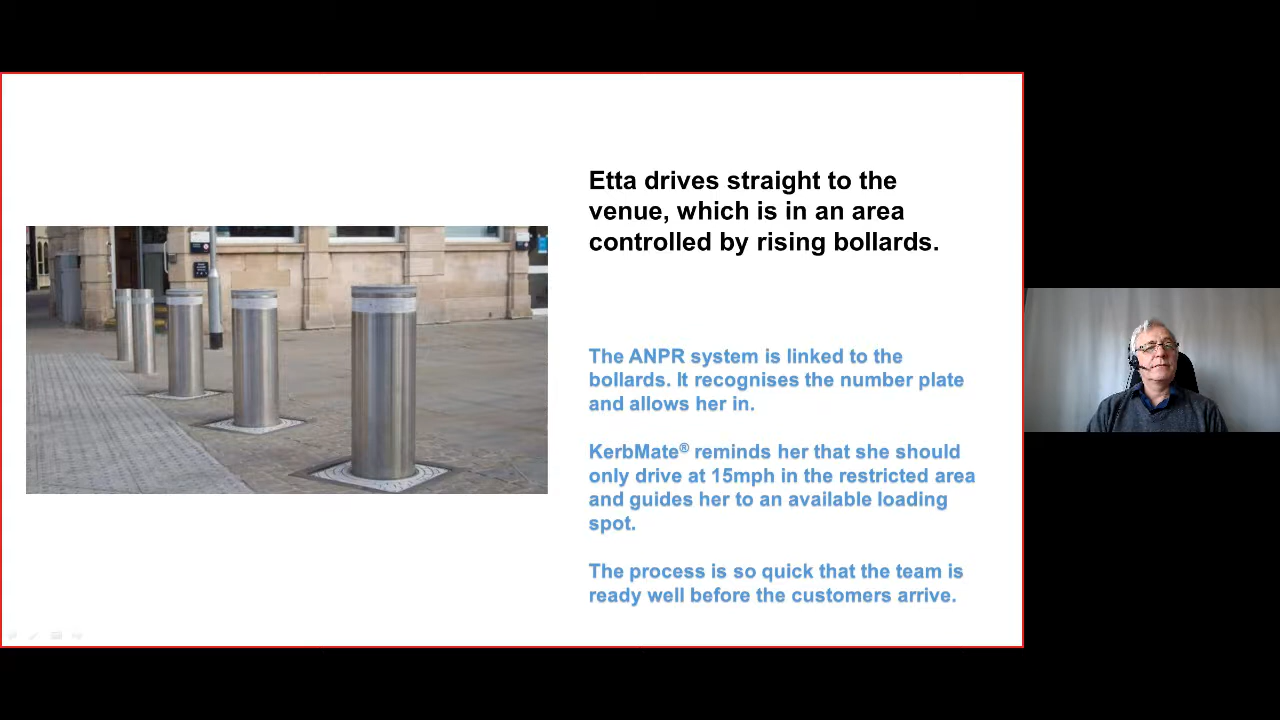 Etta drives straight to the
venue, which is in an area
controlled by rising bollards.
The ANPR system is linked to the
bollards. It recognises the number plate
and allows her in.
KerbMate® reminds her that she should
only drive at 15mph in the restricted area
and guides her to an available loading
spot.
The process is so quick that the team is
ready well before the customers arrive.